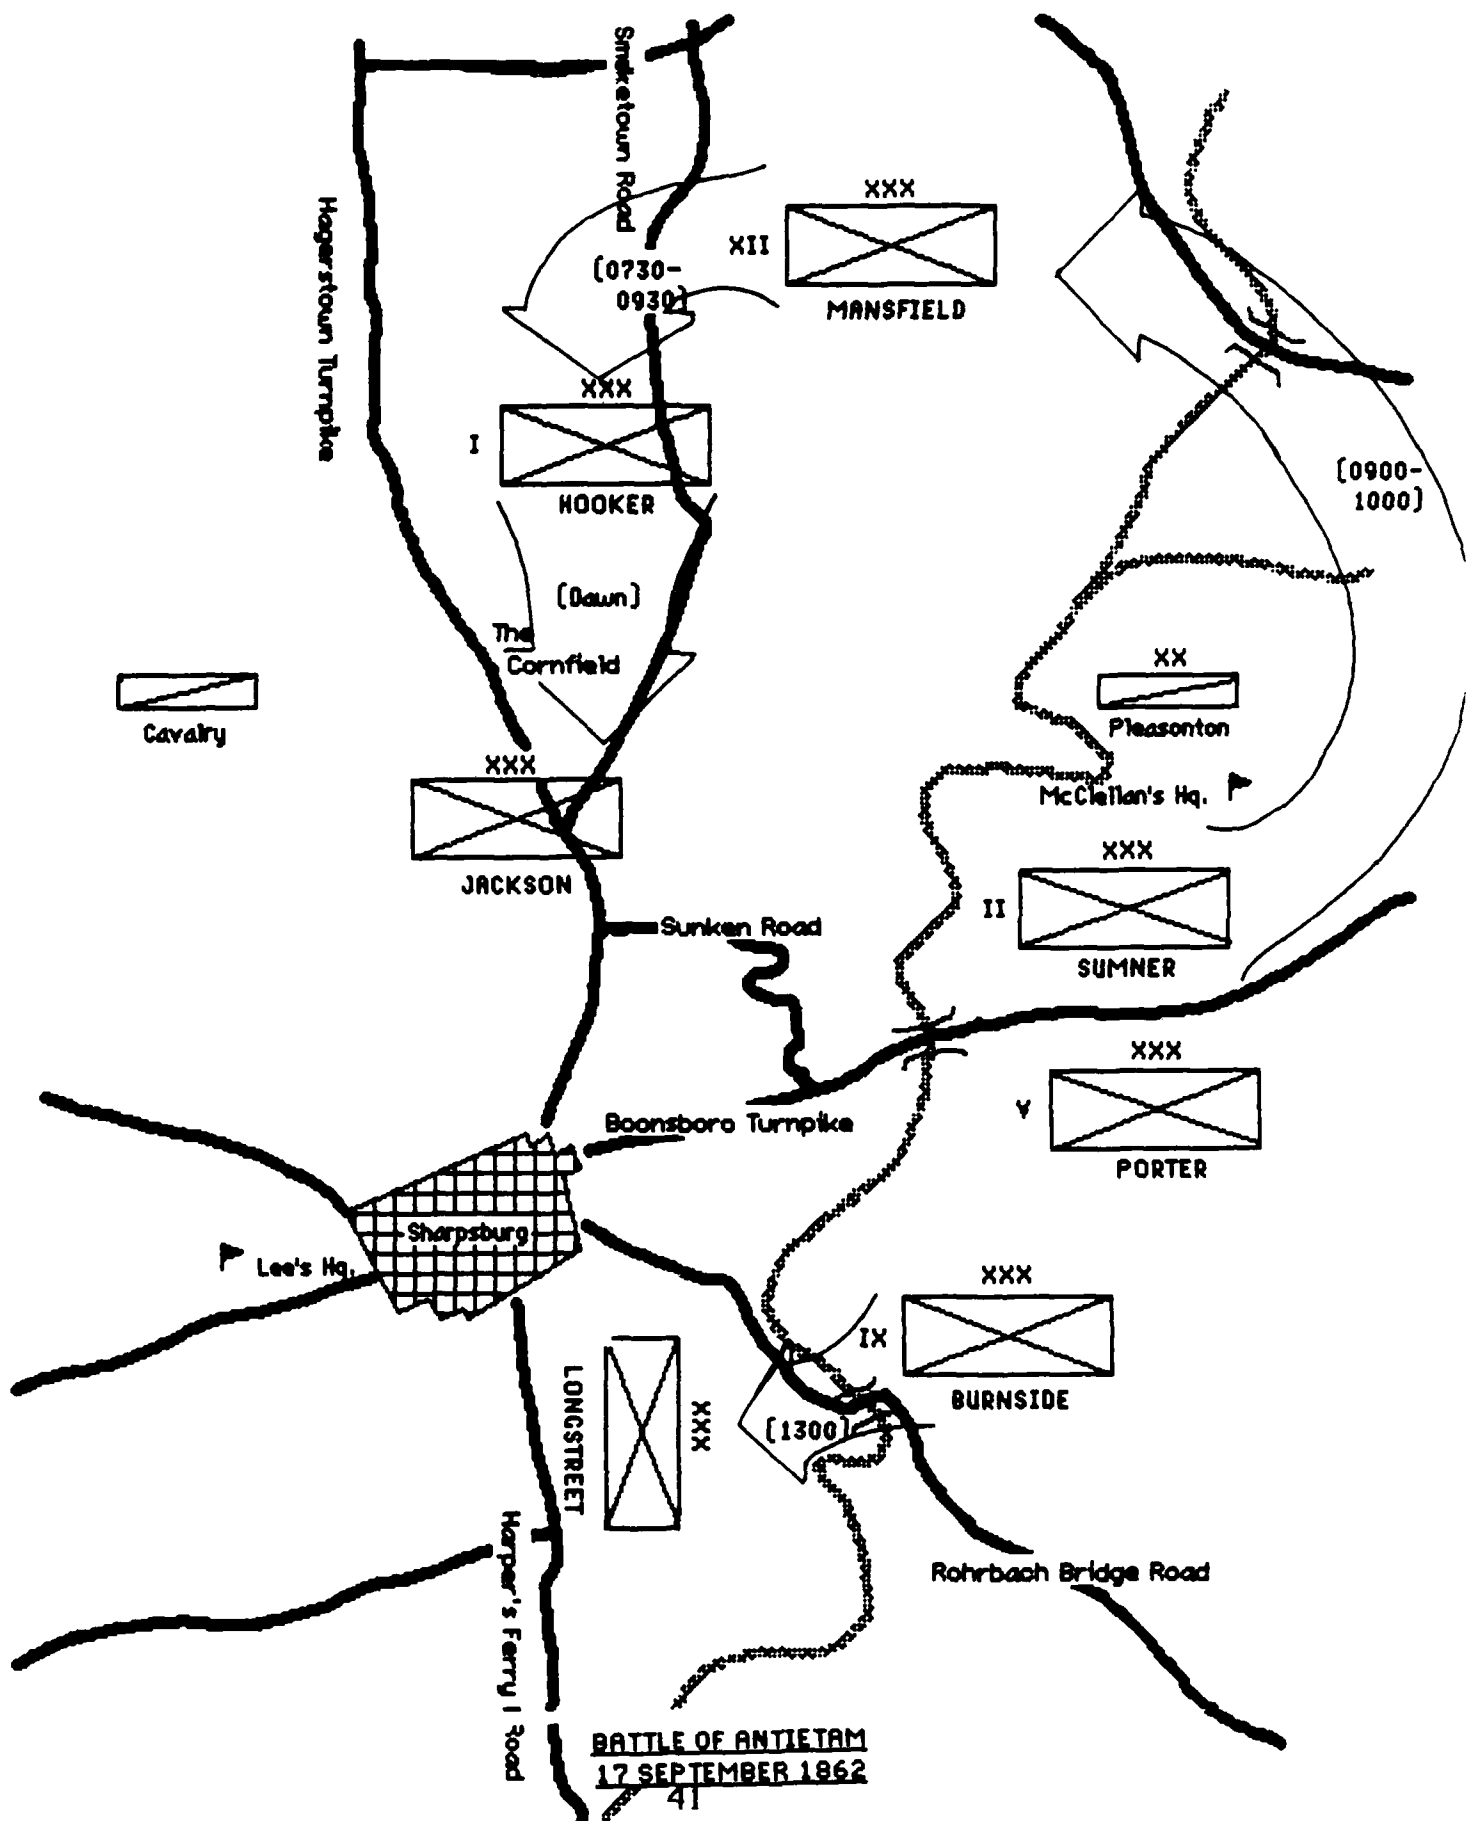 Smoketown Road
Hagerstown Turnpike
XXX
XII
MANSFIELD
(0730-
0930)
XXX
I
HOOKER
(0900-
1000)
(Dawn)
The
Cornfield
XX
Pleasonton
Cavalry
McClellan's Hq.
XXX
JACKSON
XXX
II
SUMNER
Sunken Road
XXX
V
PORTER
Boonsboro Turnpike
Sharpsburg
Lee's Hq.
XXX
IX
BURNSIDE
LONGSTREET
XXX
(1300)
Harper's Ferry Road
Rohrbach Bridge Road
BATTLE OF ANTIETAM
17 SEPTEMBER 1862
41